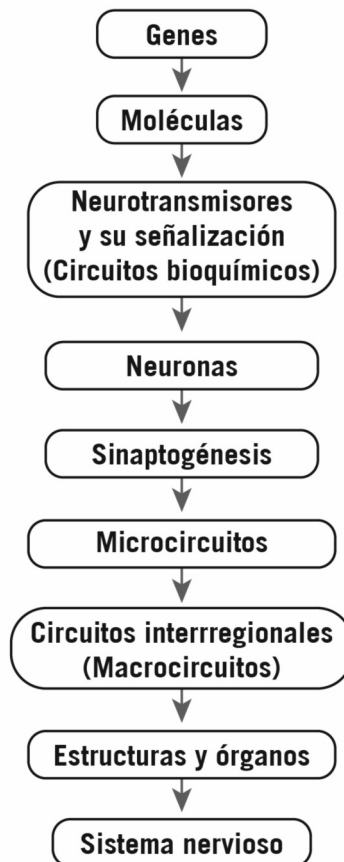 Genes
Moléculas
Neurotransmisores
y su señalización
(Circuitos bioquímicos)
Neuronas
Sinaptogénesis
Microcircuitos
Circuitos interrregionales
(Macrocircuitos)
Estructuras y órganos
Sistema nervioso